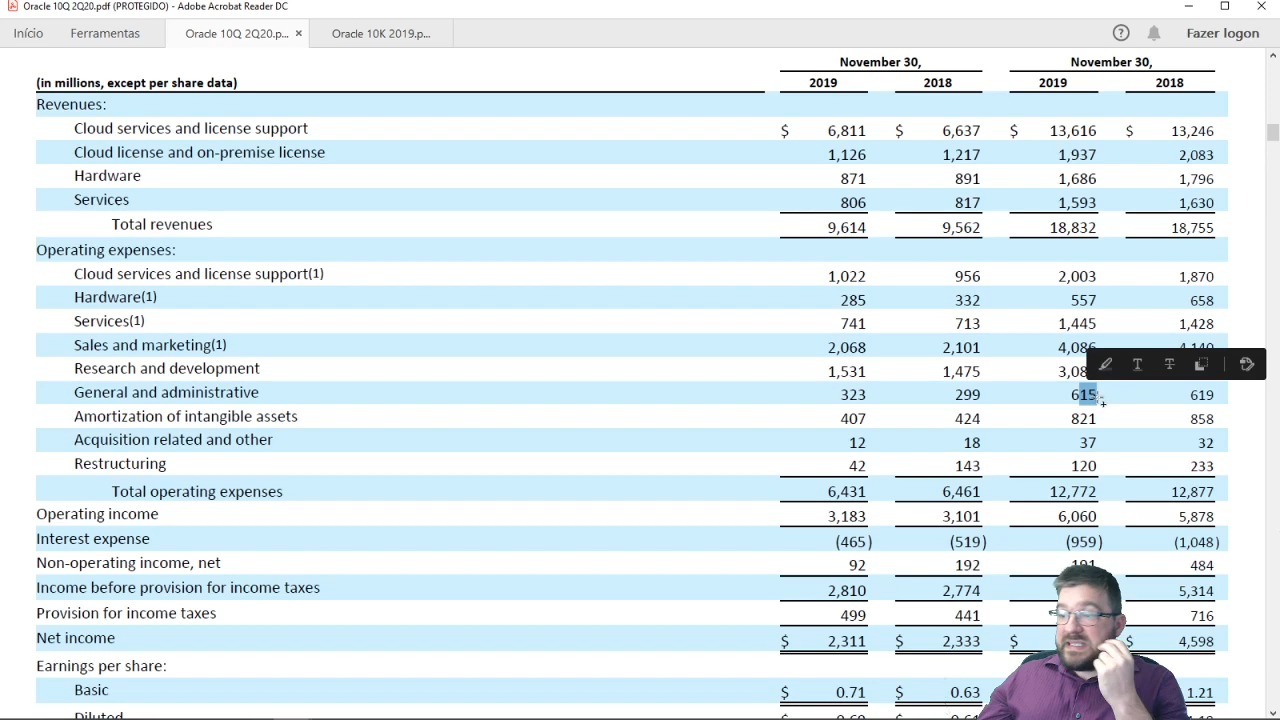 Oracle 10Q 2Q20.pdf (PROTEGIDO) - Adobe Acrobat Reader DC
Início Ferramentas Oracle 10Q 2Q20.p... × Oracle 10K 2019.p... Fazer logon
November 30, November 30,
(in millions, except per share data) 2019 2018 2019 2018
Revenues:
Cloud services and license support $ 6,811 $ 6,637 $ 13,616 $ 13,246
Cloud license and on-premise license 1,126 1,217 1,937 2,083
Hardware 871 891 1,686 1,796
Services 806 817 1,593 1,630
Total revenues 9,614 9,562 18,832 18,755
Operating expenses:
Cloud services and license support(1) 1,022 956 2,003 1,870
Hardware(1) 285 332 557 658
Services(1) 741 713 1,445 1,428
Sales and marketing(1) 2,068 2,101 4,086 4,140
Research and development 1,531 1,475
General and administrative 323 299 615 619
Amortization of intangible assets 407 424 821 858
Acquisition related and other 12 18 37 32
Restructuring 42 143 120 233
Total operating expenses 6,431 6,461 12,772 12,877
Operating income 3,183 3,101 6,060 5,878
Interest expense (465) (519) (959) (1,048)
Non-operating income, net 92 192 484
Income before provision for income taxes 2,810 2,774 5,314
Provision for income taxes 499 441 716
Net income $ 2,311 $ 2,333 $ $ 4,598
Earnings per share:
Basic $ 0.71 $ 0.63 1.21
Diluted